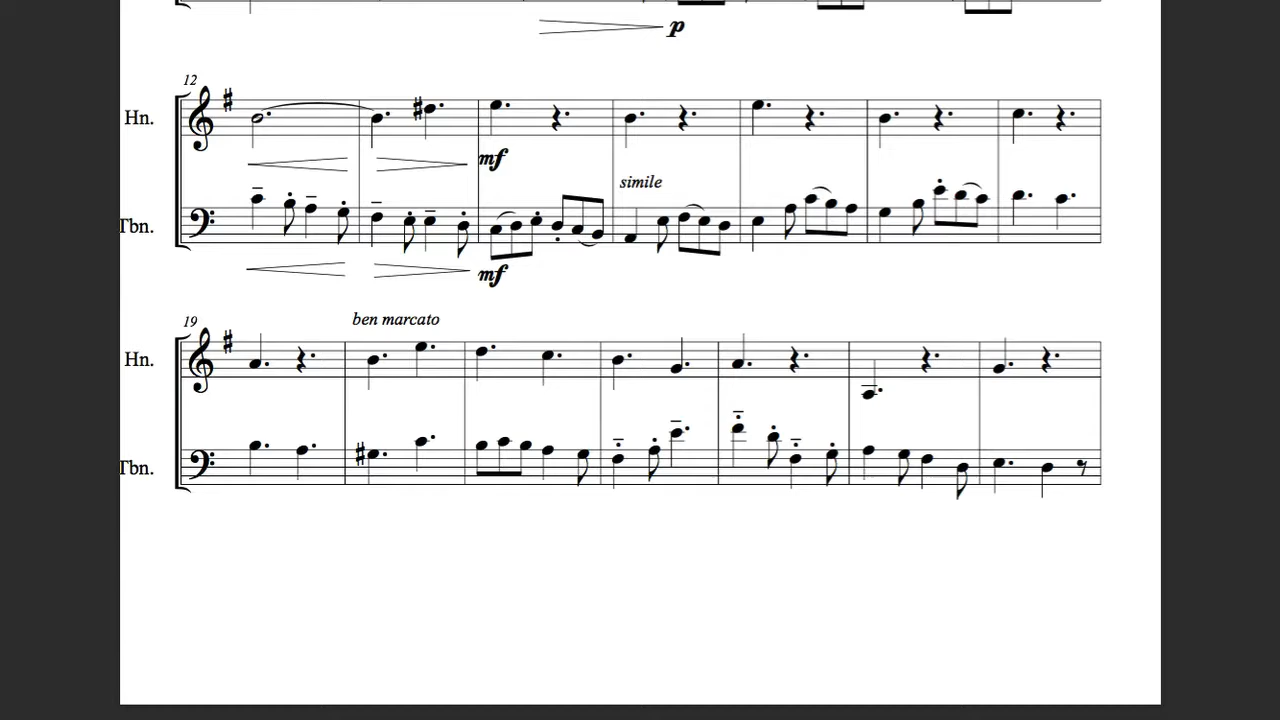 p
12
Hn.
mf
simile
Tbn.
mf
19
ben marcato
Hn.
Tbn.